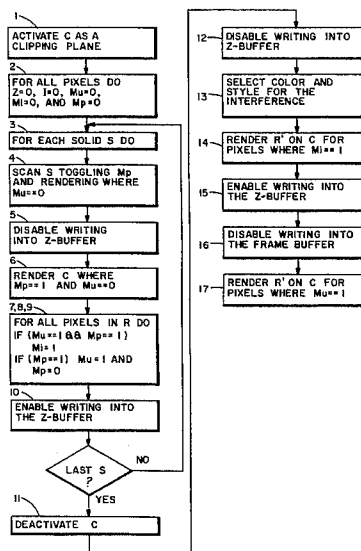 1
ACTIVATE C AS A
CLIPPING PLANE
2
FOR ALL PIXELS DO
Z=0, I=0, Mu=0,
Mi=0, AND Mp=0
3
FOR EACH SOLID S DO
4
SCAN S TOGGLING Mp
AND RENDERING WHERE
Mu==0
5
DISABLE WRITING
INTO Z-BUFFER
6
RENDER C WHERE
Mp==1 AND Mu==0
7,8,9
FOR ALL PIXELS IN R DO
IF (Mu==1 && Mp==1)
Mi=1
IF (Mp==1) Mu=1 AND
Mp=0
10
ENABLE WRITING INTO
THE Z-BUFFER
LAST S
?
NO
YES
11
DEACTIVATE C
12
DISABLE WRITING INTO
Z-BUFFER
13
SELECT COLOR AND
STYLE FOR THE
INTERFERENCE
14
RENDER R' ON C FOR
PIXELS WHERE Mi==1
15
ENABLE WRITING INTO
THE Z-BUFFER
16
DISABLE WRITING INTO
THE FRAME BUFFER
17
RENDER R' ON C FOR
PIXELS WHERE Mu==1